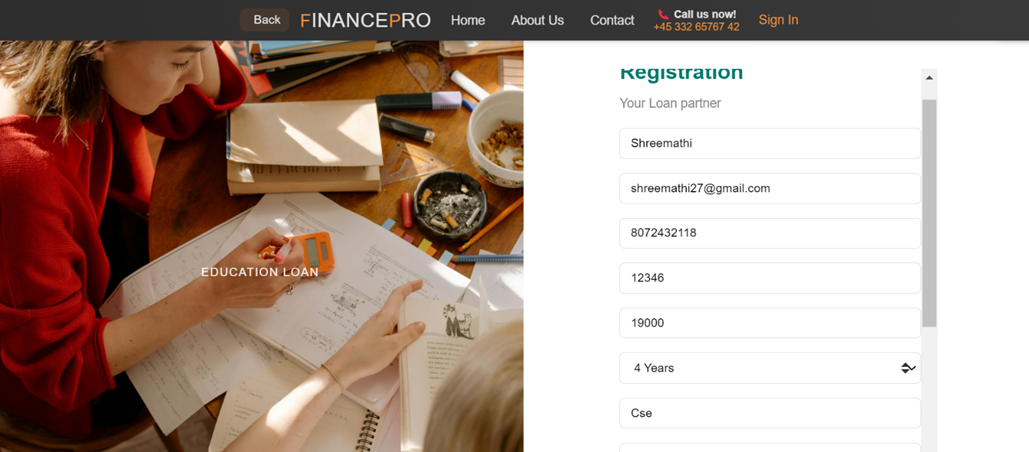 Back
FINANCEPRO
Home
About Us
Contact
Call us now!
+45 332 65767 42
Sign In
EDUCATION LOAN
Registration
Your Loan partner
Shreemathi
shreemathi27@gmail.com
8072432118
12346
19000
4 Years
Cse